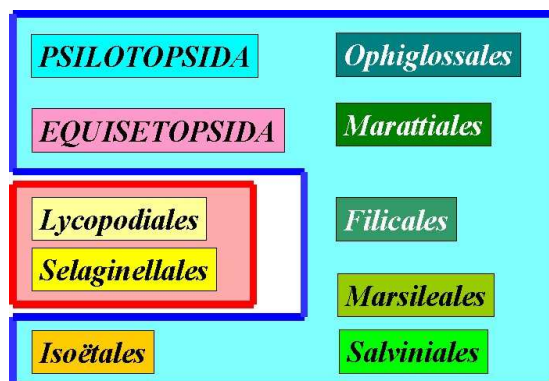 PSILOTOPSIDA
EQUISETOPSIDA
Lycopodiales
Selaginellales
Isoëtales
Ophiglossales
Marattiales
Filicales
Marsileales
Salviniales